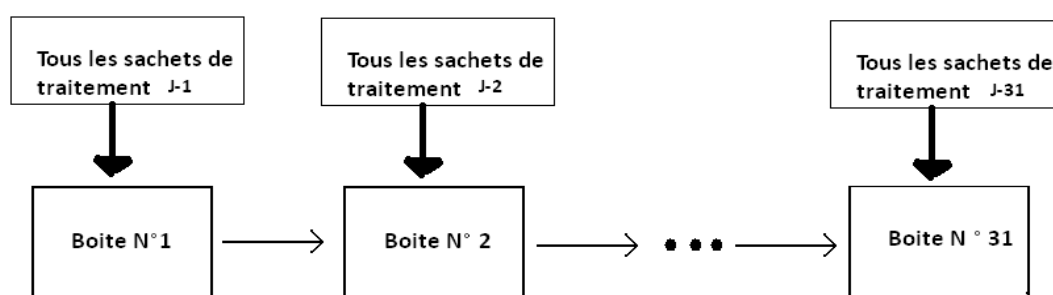 Tous les sachets de
traitement J-1
Tous les sachets de
traitement J-2
Tous les sachets de
traitement J-31
Boite N°1
Boite N° 2
Boite N ° 31